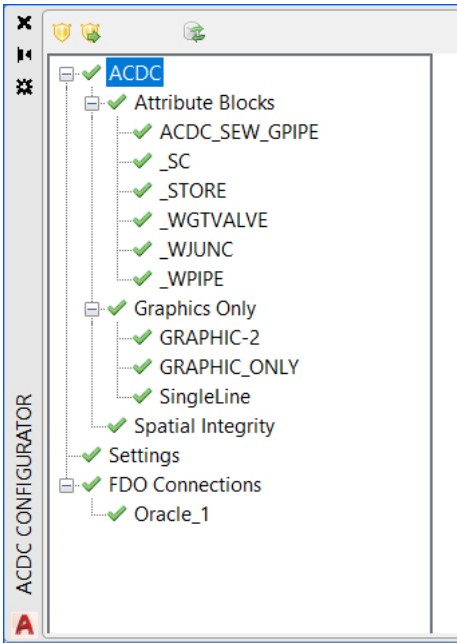 ACDC
Attribute Blocks
ACDC_SEW_GPIPE
_SC
_STORE
_WGTVALVE
_WJUNC
_WPIPE
Graphics Only
GRAPHIC-2
GRAPHIC_ONLY
SingleLine
Spatial Integrity
Settings
FDO Connections
Oracle_1
ACDC CONFIGURATOR
A